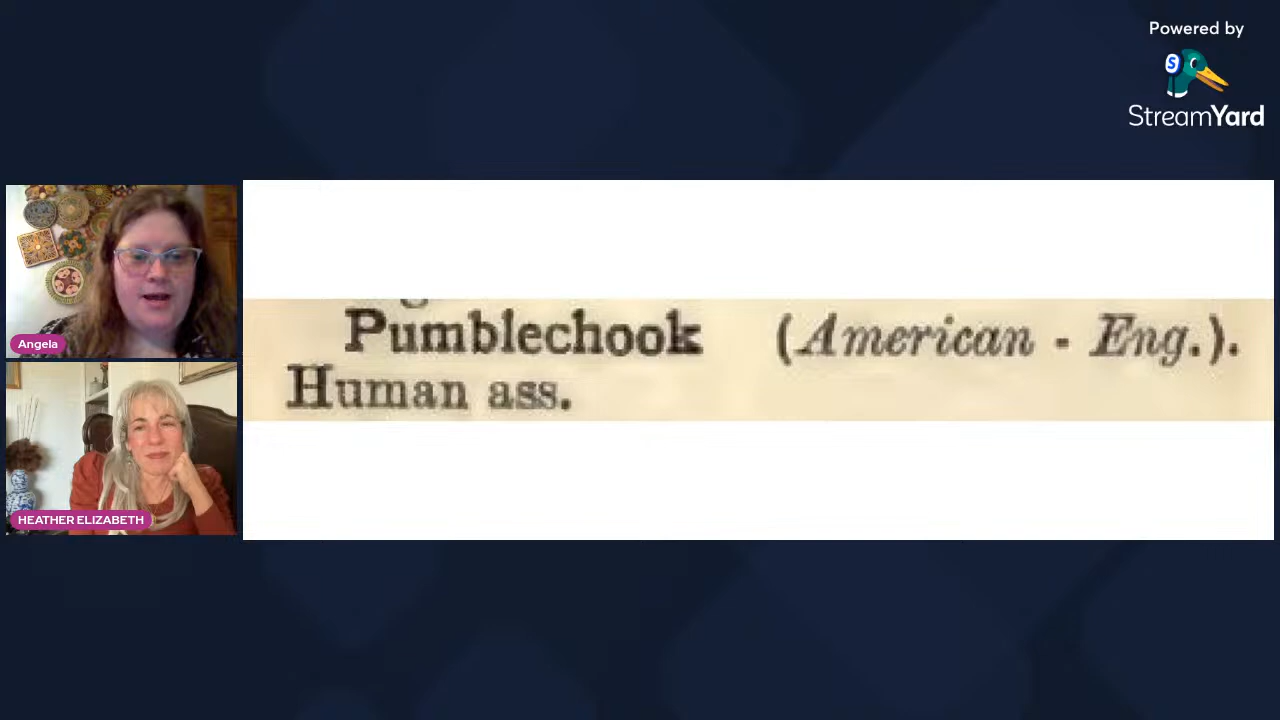 Powered by
StreamYard
Angela
HEATHER ELIZABETH
Pumblechook (American - Eng.).
Human ass.